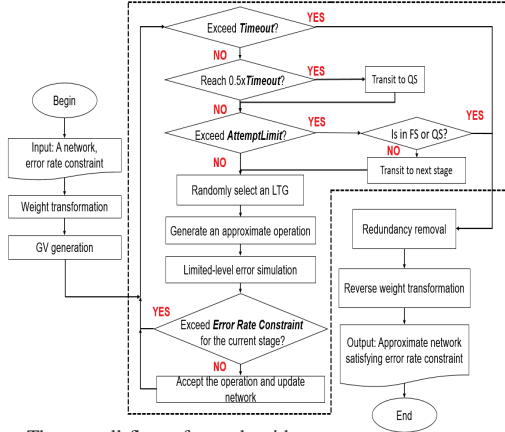 Begin
Input: A network,
error rate constraint
Weight transformation
GV generation
Exceed Timeout?
YES
NO
Reach 0.5xTimeout?
YES
Transit to QS
NO
Exceed AttemptLimit?
YES
Is in FS or QS?
YES
NO
Transit to next stage
NO
Randomly select an LTG
Generate an approximate operation
Limited-level error simulation
Exceed Error Rate Constraint
for the current stage?
YES
NO
Accept the operation and update
network
Redundancy removal
Reverse weight transformation
Output: Approximate network
satisfying error rate constraint
End